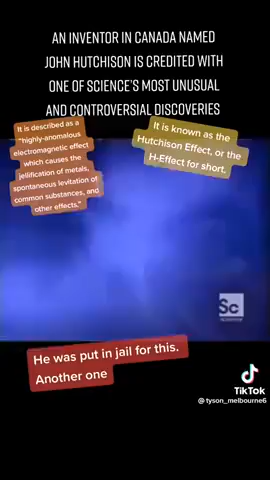 AN INVENTOR IN CANADA NAMED
JOHN HUTCHISON IS CREDITED WITH
ONE OF SCIENCE'S MOST UNUSUAL
AND CONTROVERSIAL DISCOVERIES
It is described as a
"highly-anomalous
electromagnetic effect
which causes the
jellification of metals,
spontaneous levitation of
common substances, and
other effects."
It is known as the
Hutchison Effect, or the
H-Effect for short.
Sc
He was put in jail for this.
Another one
TikTok
@tyson_melbourne6